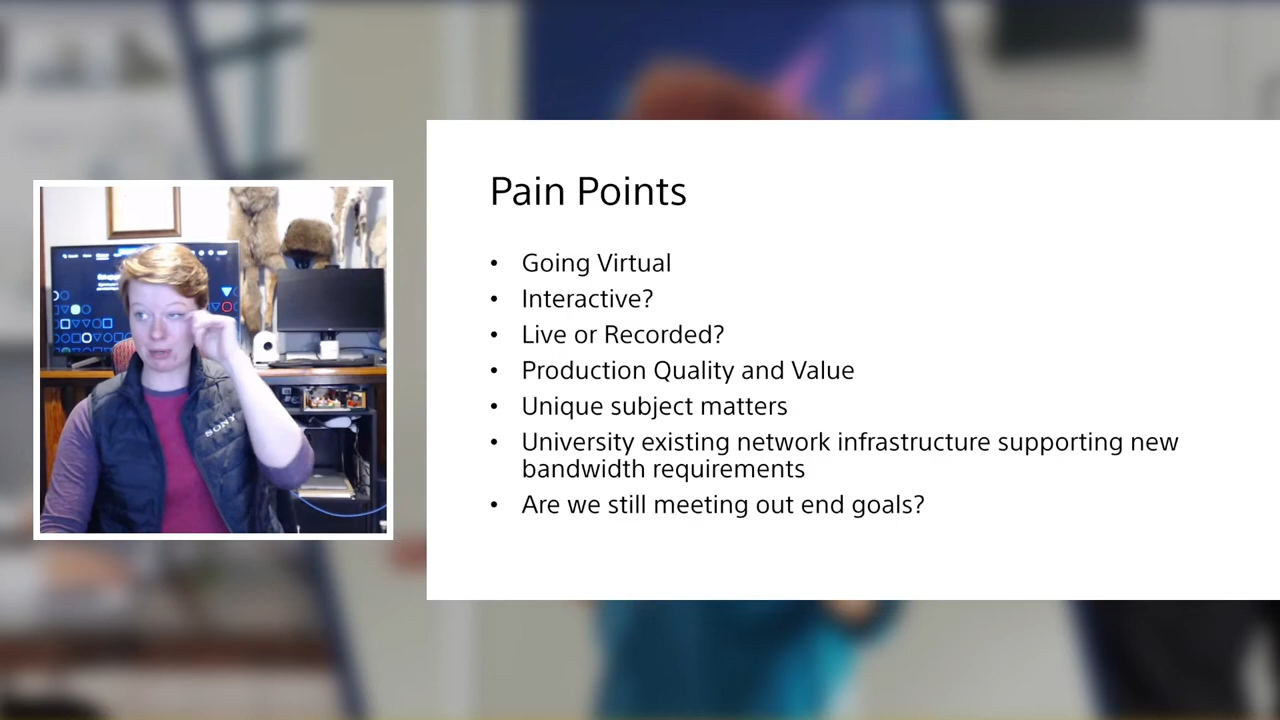 Pain Points
• Going Virtual
• Interactive?
• Live or Recorded?
• Production Quality and Value
• Unique subject matters
• University existing network infrastructure supporting new
bandwidth requirements
• Are we still meeting out end goals?
SONY